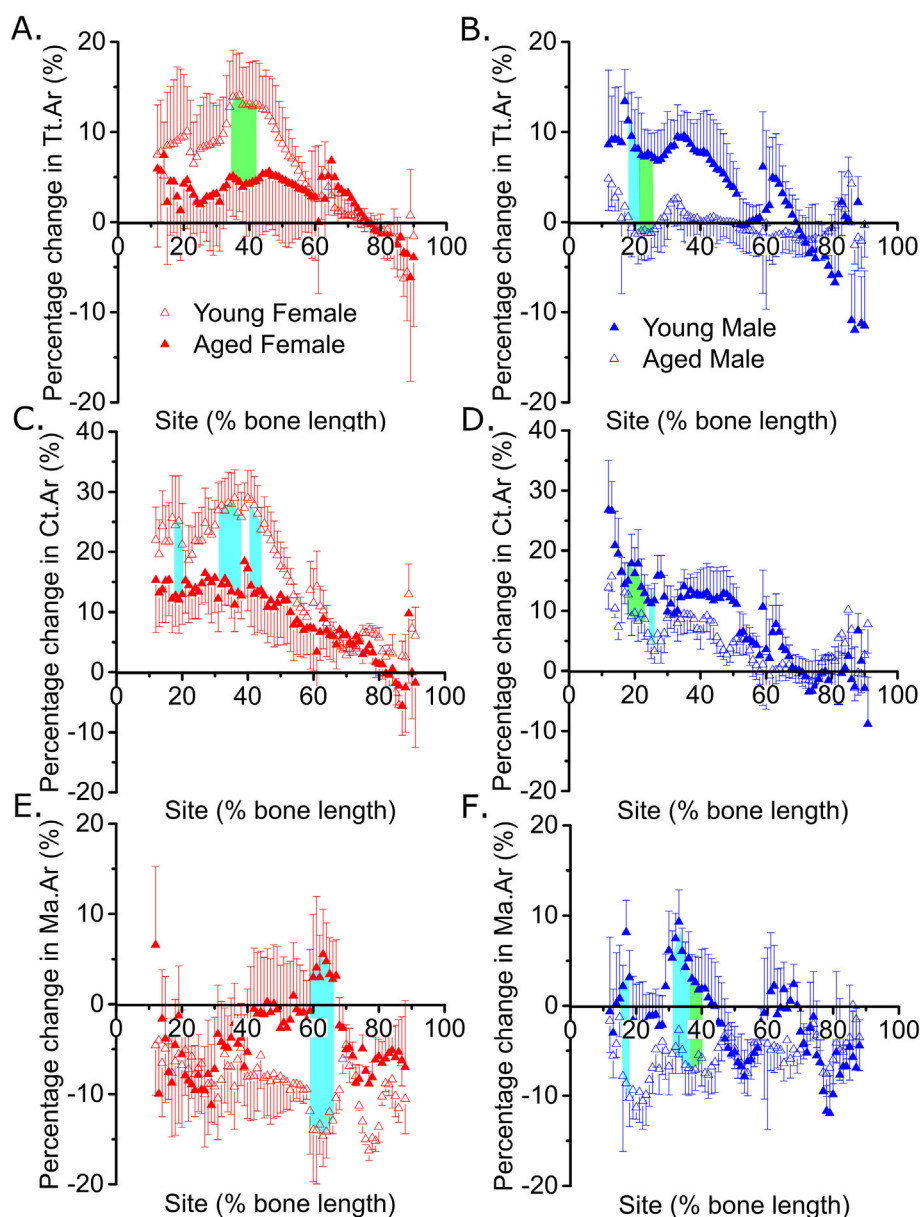 A.
Percentage change in Tt.Ar (%)
20
10
0
-10
-20
0 20 40 60 80 100
Young Female
Aged Female
Site (% bone length)
B.
Percentage change in Tt.Ar (%)
20
10
0
-10
-20
0 20 40 60 80 100
Young Male
Aged Male
Site (% bone length)
C.
Percentage change in Ct.Ar (%)
40
30
20
10
0
-10
-20
0 20 40 60 80 100
Site (% bone length)
D.
Percentage change in Ct.Ar (%)
40
30
20
10
0
-10
-20
0 20 40 60 80 100
Site (% bone length)
E.
Percentage change in Ma.Ar (%)
20
10
0
-10
-20
0 20 40 60 80 100
Site (% bone length)
F.
Percentage change in Ma.Ar (%)
20
10
0
-10
-20
0 20 40 60 80 100
Site (% bone length)